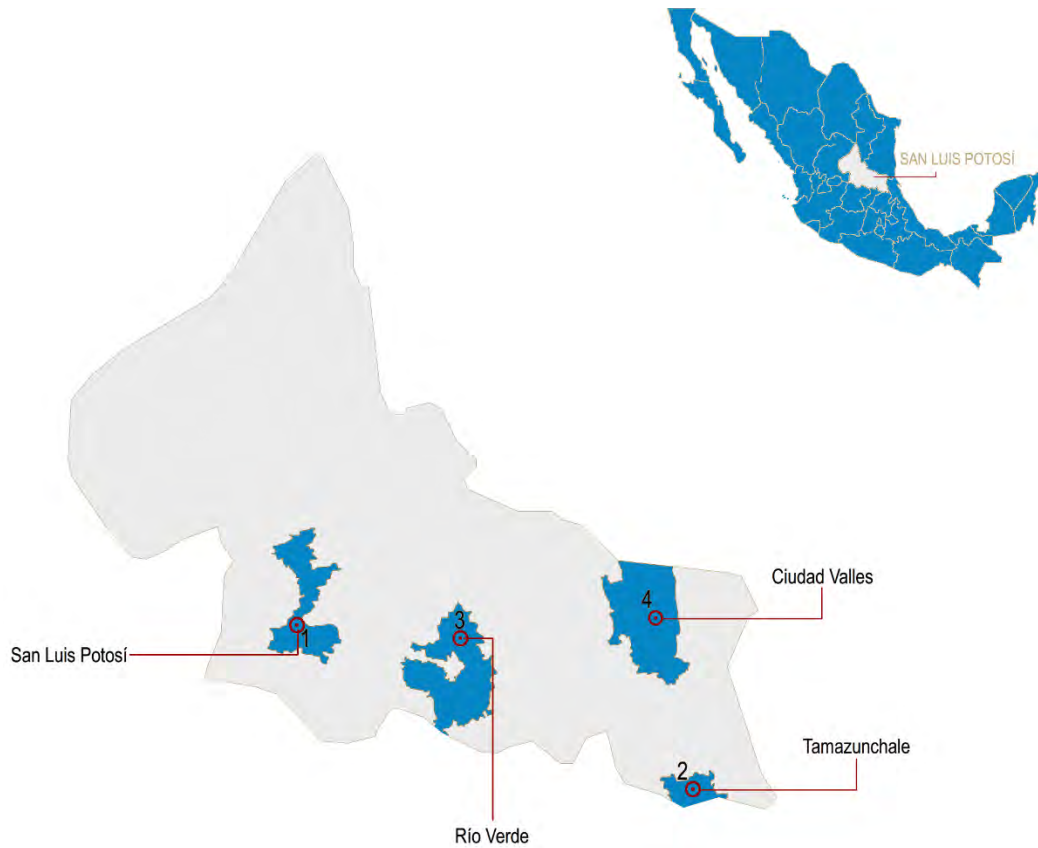 SAN LUIS POTOSÍ
Ciudad Valles
4
3
1
San Luis Potosí
Tamazunchale
2
Río Verde